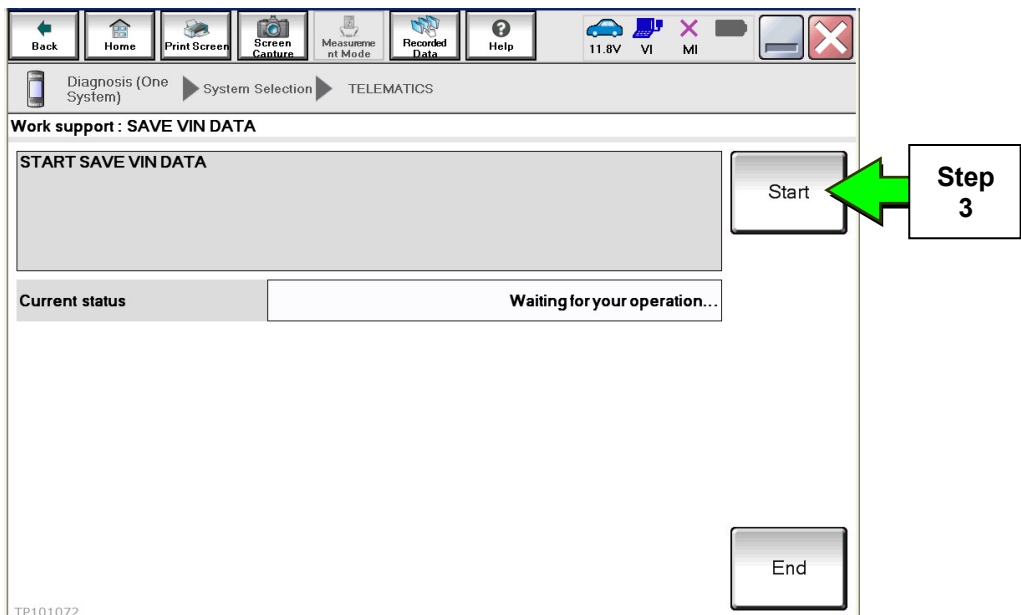 Back
Home
Print Screen
Screen
Capture
Measureme
nt Mode
Recorded
Data
Help
11.8V
VI
MI
Diagnosis (One
System)
System Selection
TELEMATICS
Work support : SAVE VIN DATA
START SAVE VIN DATA
Start
Step
3
Current status
Waiting for your operation...
End
TP101072